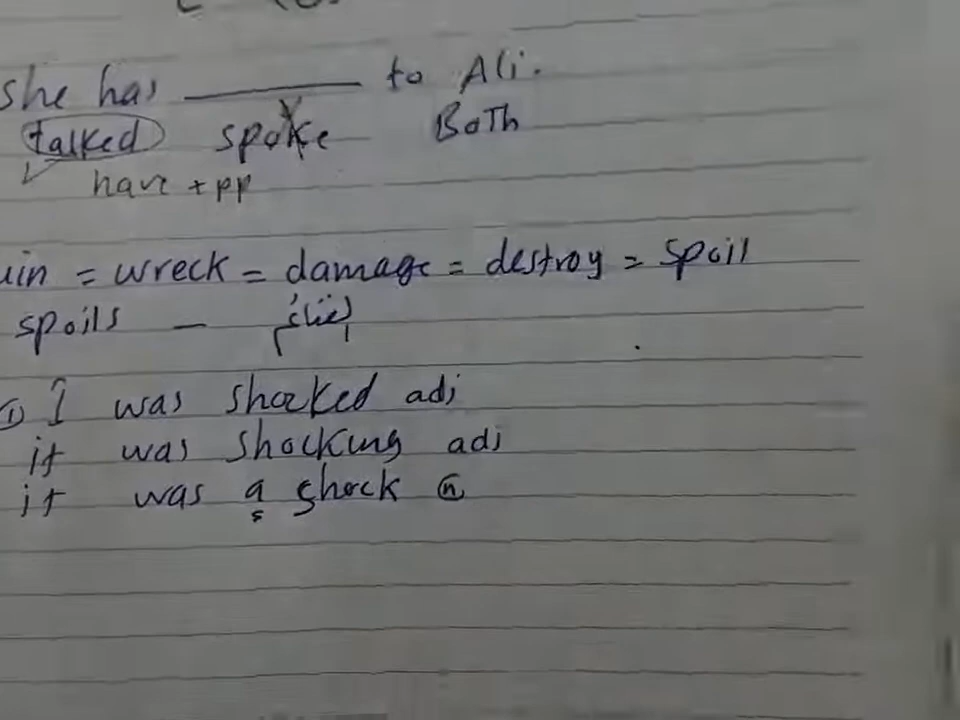 she has ________ to Ali.
talked spoke Both
have + pp
uin = wreck = damage = destroy = spoil
spoils -
① I was shocked adj
it was shocking adj
it was a shock n
s